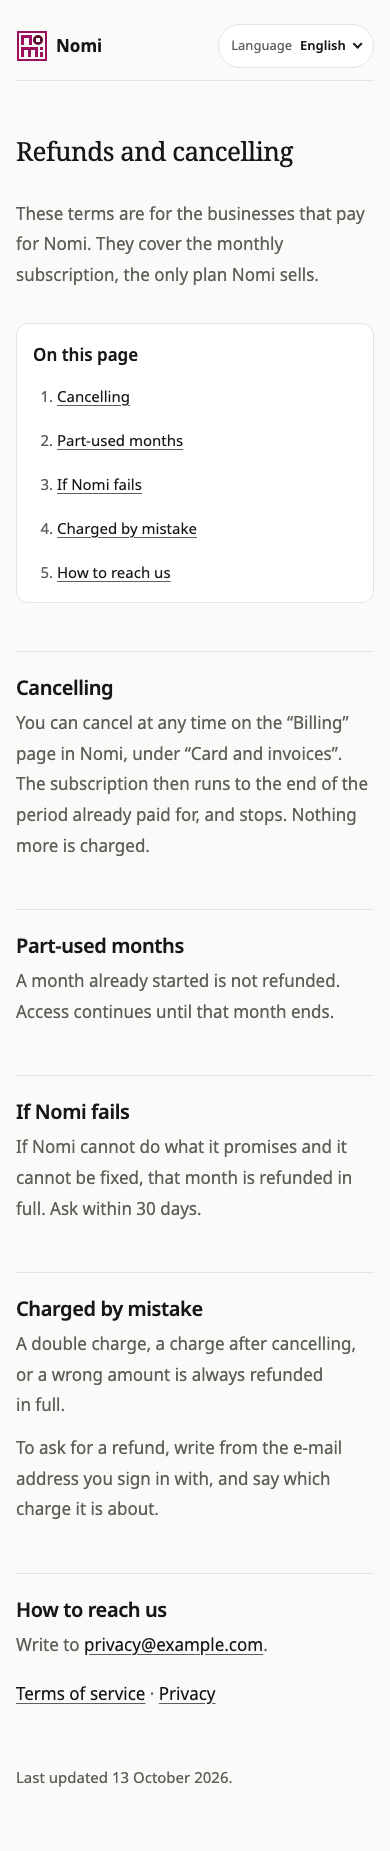 Nomi
Language English
Refunds and cancelling
These terms are for the businesses that pay
for Nomi. They cover the monthly
subscription, the only plan Nomi sells.
On this page
1. Cancelling
2. Part-used months
3. If Nomi fails
4. Charged by mistake
5. How to reach us
Cancelling
You can cancel at any time on the “Billing”
page in Nomi, under “Card and invoices”.
The subscription then runs to the end of the
period already paid for, and stops. Nothing
more is charged.
Part-used months
A month already started is not refunded.
Access continues until that month ends.
If Nomi fails
If Nomi cannot do what it promises and it
cannot be fixed, that month is refunded in
full. Ask within 30 days.
Charged by mistake
A double charge, a charge after cancelling,
or a wrong amount is always refunded
in full.
To ask for a refund, write from the e-mail
address you sign in with, and say which
charge it is about.
How to reach us
Write to privacy@example.com.
Terms of service · Privacy
Last updated 13 October 2026.